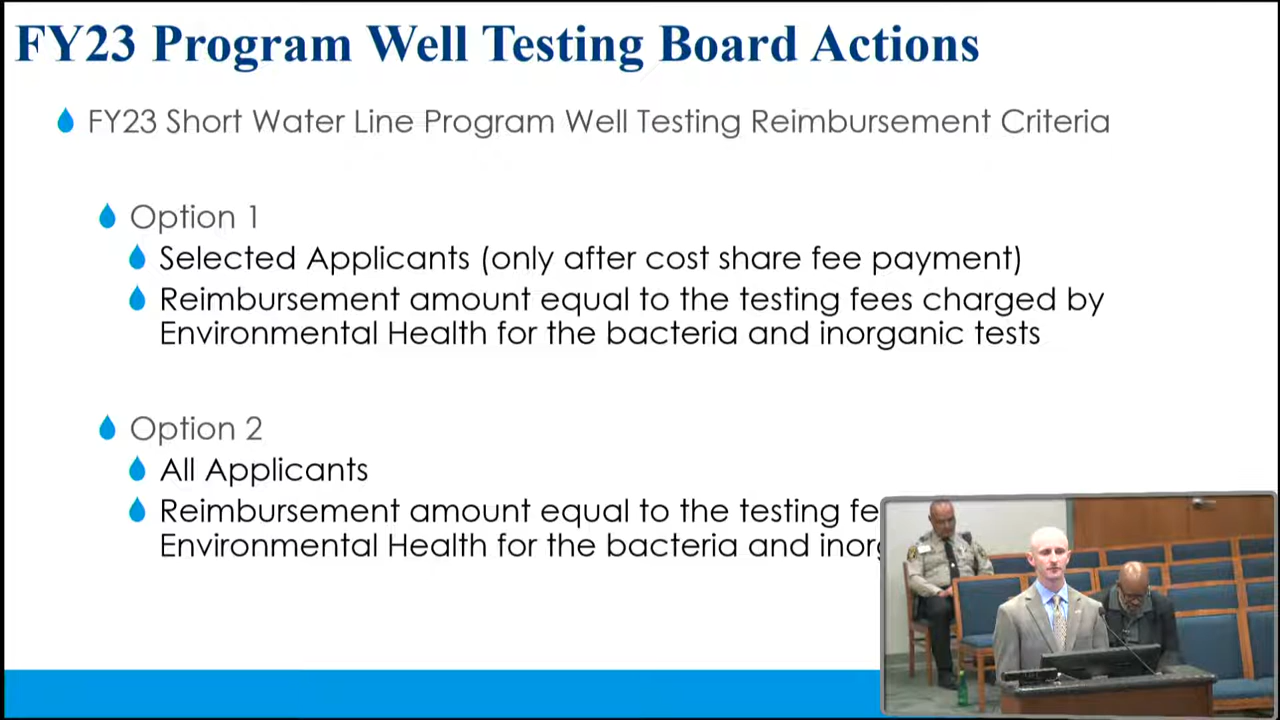 FY23 Program Well Testing Board Actions
FY23 Short Water Line Program Well Testing Reimbursement Criteria
Option 1
Selected Applicants (only after cost share fee payment)
Reimbursement amount equal to the testing fees charged by
Environmental Health for the bacteria and inorganic tests
Option 2
All Applicants
Reimbursement amount equal to the testing
Environmental Health for the bacteria and